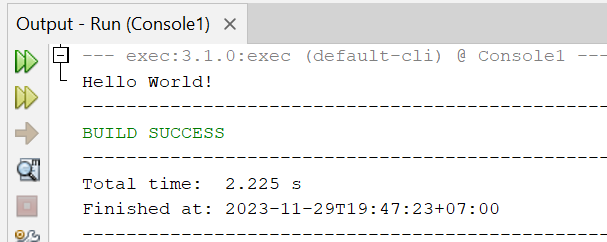 Output - Run (Console1)
--- exec:3.1.0:exec (default-cli) @ Console1 ---
Hello World!
------------------------------------------------
BUILD SUCCESS
------------------------------------------------
Total time:  2.225 s
Finished at: 2023-11-29T19:47:23+07:00
------------------------------------------------